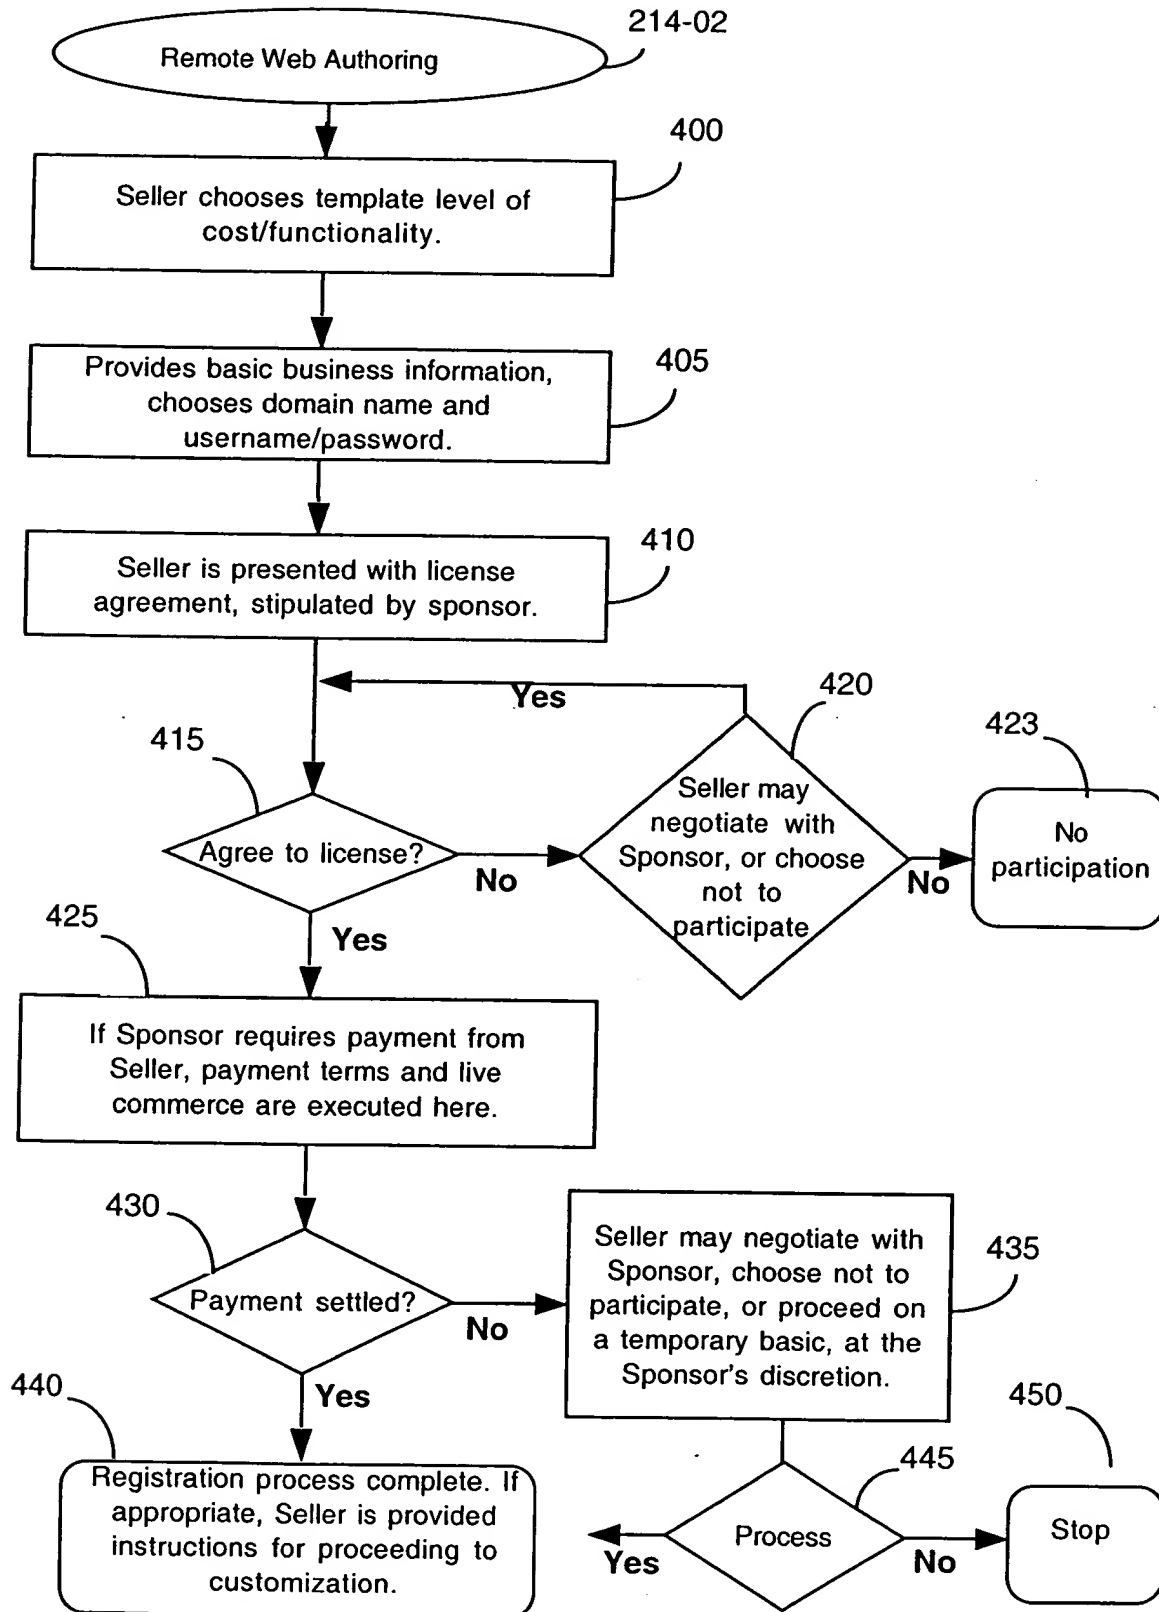 214-02
Remote Web Authoring
400
Seller chooses template level of
cost/functionality.
405
Provides basic business information,
chooses domain name and
username/password.
410
Seller is presented with license
agreement, stipulated by sponsor.
Yes
420
423
415
Seller may
negotiate with
Sponsor, or choose
not to
participate
No
participation
Agree to license?
No
No
425
Yes
If Sponsor requires payment from
Seller, payment terms and live
commerce are executed here.
430
Seller may negotiate with
Sponsor, choose not to
participate, or proceed on
a temporary basic, at the
Sponsor's discretion.
435
Payment settled?
No
Yes
440
450
445
Registration process complete. If
appropriate, Seller is provided
instructions for proceeding to
customization.
Process
Yes
No
Stop